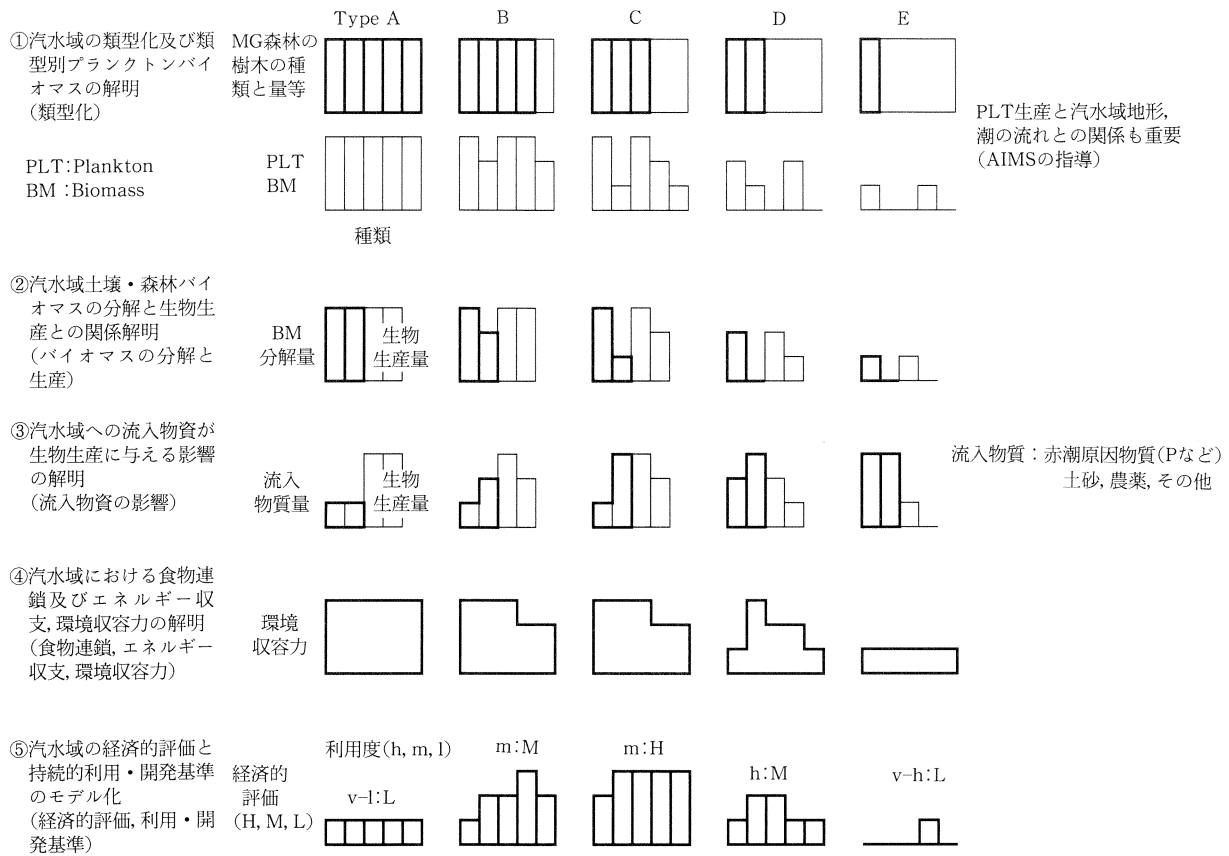 Type A
B
C
D
E
①汽水域の類型化及び類
型別プランクトンバイ
オマスの解明
(類型化)
MG森林の
樹木の種
類と量等
PLT生産と汽水域地形,
潮の流れとの関係も重要
(AIMSの指導)
PLT:Plankton
BM :Biomass
PLT
BM
種類
②汽水域土壌・森林バイ
オマスの分解と生物生
産との関係解明
(バイオマスの分解と
生産)
BM
分解量
生物
生産量
③汽水域への流入物資が
生物生産に与える影響
の解明
(流入物資の影響)
流入
物質量
生物
生産量
流入物質：赤潮原因物質(Pなど)
土砂, 農薬, その他
④汽水域における食物連
鎖及びエネルギー収
支, 環境収容力の解明
(食物連鎖, エネルギー
収支, 環境収容力)
環境
収容力
⑤汽水域の経済的評価と
持続的利用・開発基準
のモデル化
(経済的評価, 利用・開
発基準)
経済的
評価
(H, M, L)
利用度(h, m, l)
v–l:L
m:M
m:H
h:M
v–h:L